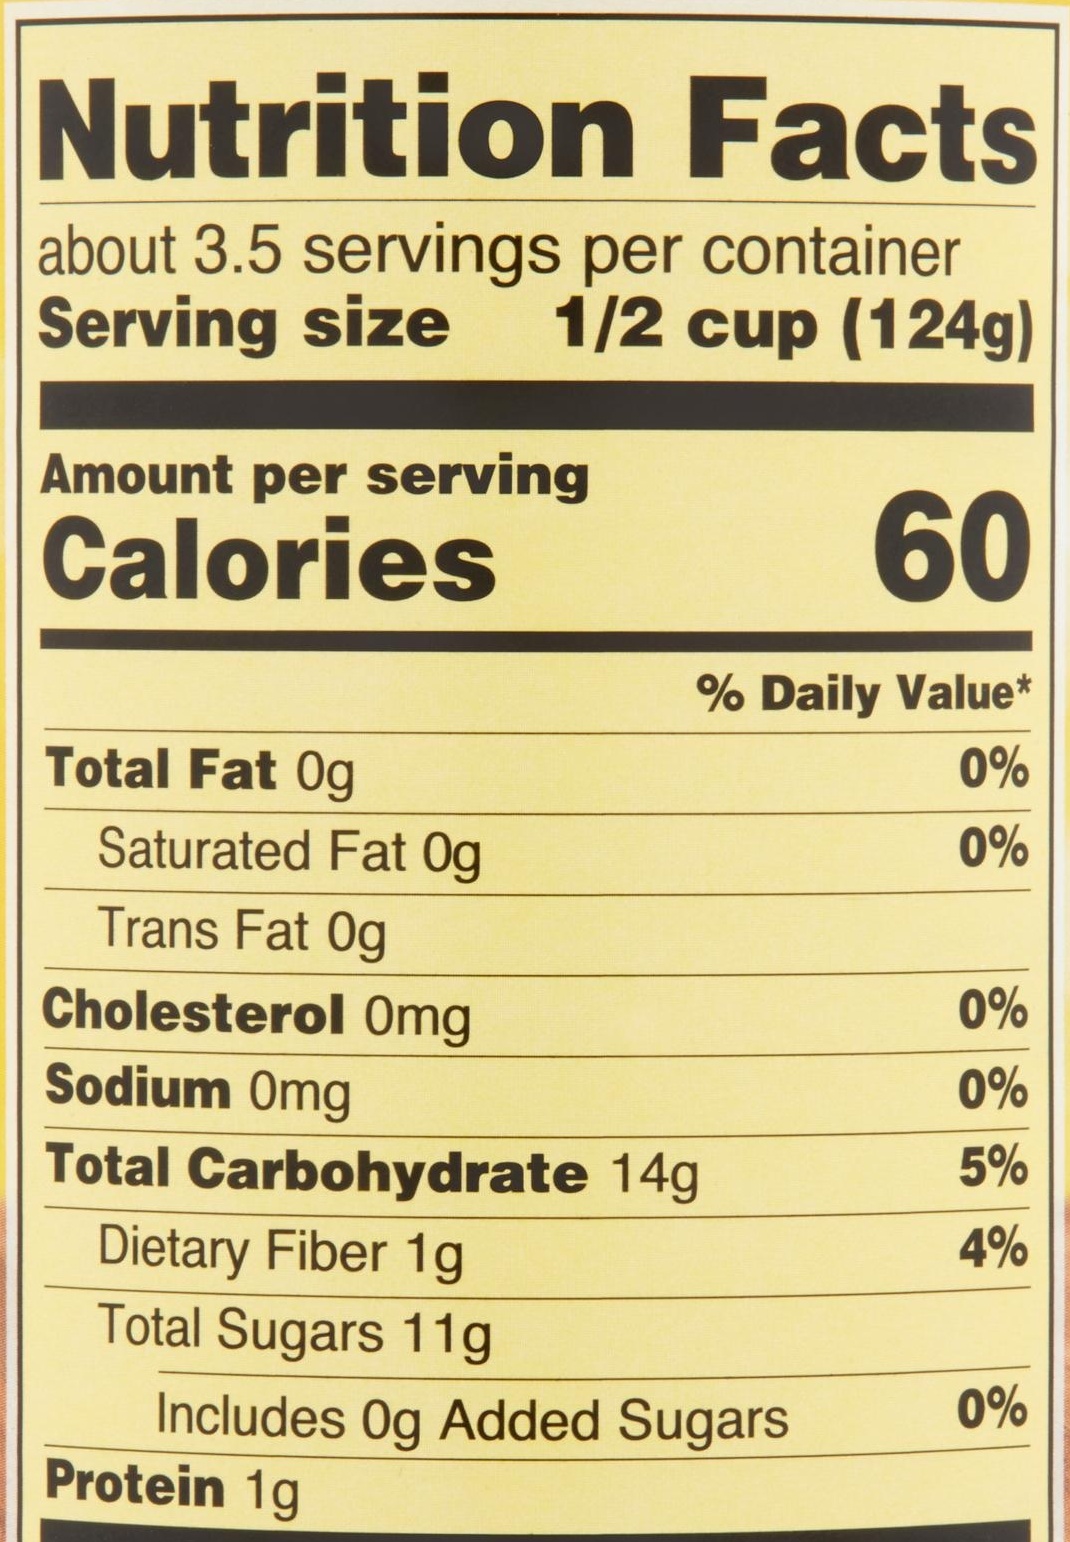 Nutrition Facts
about 3.5 servings per container
Serving size 1/2 cup (124g)
Amount per serving
Calories 60
% Daily Value*
Total Fat 0g 0%
Saturated Fat 0g 0%
Trans Fat 0g
Cholesterol 0mg 0%
Sodium 0mg 0%
Total Carbohydrate 14g 5%
Dietary Fiber 1g 4%
Total Sugars 11g
Includes 0g Added Sugars 0%
Protein 1g